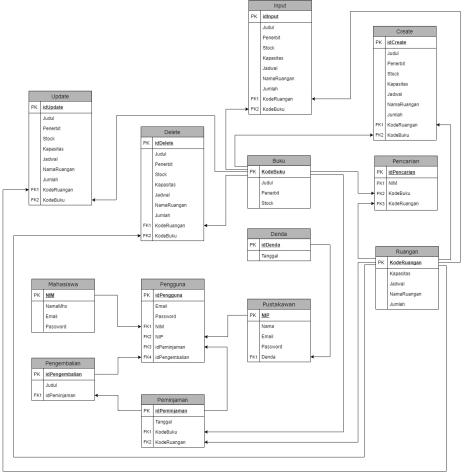 Input
PK idInput
Judul
Penerbit
Stock
Kapasitas
Jadwal
NamaRuangan
Jumlah
FK1 KodeRuangan
FK2 KodeBuku
Create
PK idCreate
Judul
Penerbit
Stock
Kapasitas
Jadwal
NamaRuangan
Jumlah
FK1 KodeRuangan
FK2 KodeBuku
Update
PK idUpdate
Judul
Penerbit
Stock
Kapasitas
Jadwal
NamaRuangan
Jumlah
FK1 KodeRuangan
FK2 KodeBuku
Delete
PK idDelete
Judul
Penerbit
Stock
Kapasitas
Jadwal
NamaRuangan
Jumlah
FK1 KodeRuangan
FK2 KodeBuku
Buku
PK KodeBuku
Judul
Penerbit
Stock
Pencarian
PK idPencarian
FK1 NIM
FK2 KodeBuku
FK3 KodeRuangan
Denda
PK idDenda
Tanggal
Ruangan
PK KodeRuangan
Kapasitas
Jadwal
NamaRuangan
Jumlah
Mahasiswa
PK NIM
NamaMhs
Email
Password
Pengguna
PK idPengguna
Email
Password
FK1 NIM
FK2 NIP
FK3 idPeminjaman
FK4 idPengembalian
Pustakawan
PK NIP
Nama
Email
Password
FK1 Denda
Pengembalian
PK idPengembalian
Judul
FK1 idPeminjaman
Peminjaman
PK idPeminjaman
Tanggal
FK1 KodeBuku
FK2 KodeRuangan